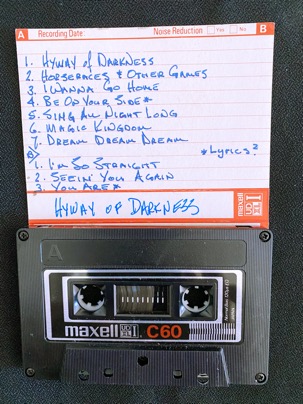 A Recording Date: Noise Reduction Yes No B
1. HYWAY OF DARKNESS
2. HORSERACES & OTHER GAMES
3. I WANNA GO HOME
4. BE ON YOUR SIDE*
5. SING ALL NIGHT LONG
6. MAGIC KINGDOM
7. DREAM DREAM DREAM
*LYRICS?
B)
1. I'M SO STRAIGHT
2. SEEIN' YOU AGAIN
3. YOU ARE*
HYWAY OF DARKNESS
maxell
A
maxell C60